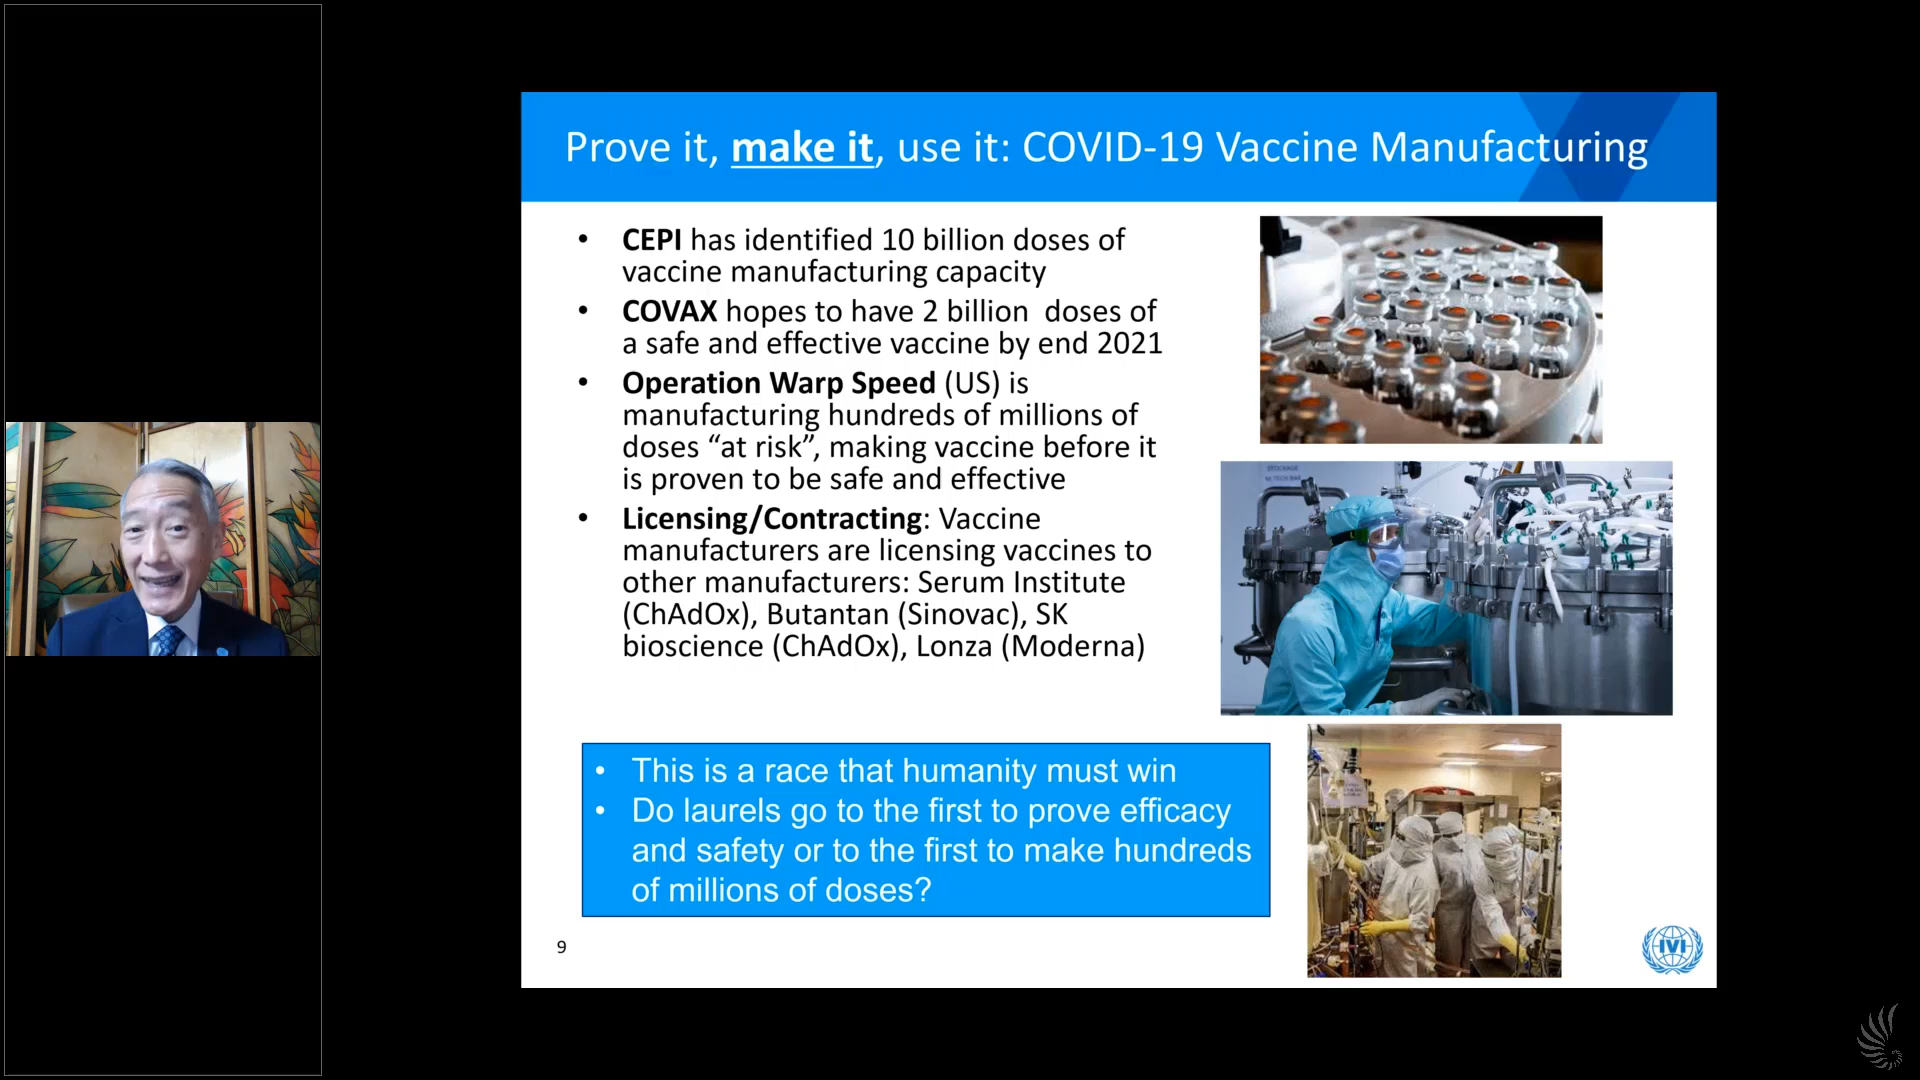 Prove it, make it, use it: COVID-19 Vaccine Manufacturing
• CEPI has identified 10 billion doses of
vaccine manufacturing capacity
• COVAX hopes to have 2 billion doses of
a safe and effective vaccine by end 2021
• Operation Warp Speed (US) is
manufacturing hundreds of millions of
doses “at risk”, making vaccine before it
is proven to be safe and effective
• Licensing/Contracting: Vaccine
manufacturers are licensing vaccines to
other manufacturers: Serum Institute
(ChAdOx), Butantan (Sinovac), SK
bioscience (ChAdOx), Lonza (Moderna)
STOCKAGE
• This is a race that humanity must win
• Do laurels go to the first to prove efficacy
and safety or to the first to make hundreds
of millions of doses?
9
IVI